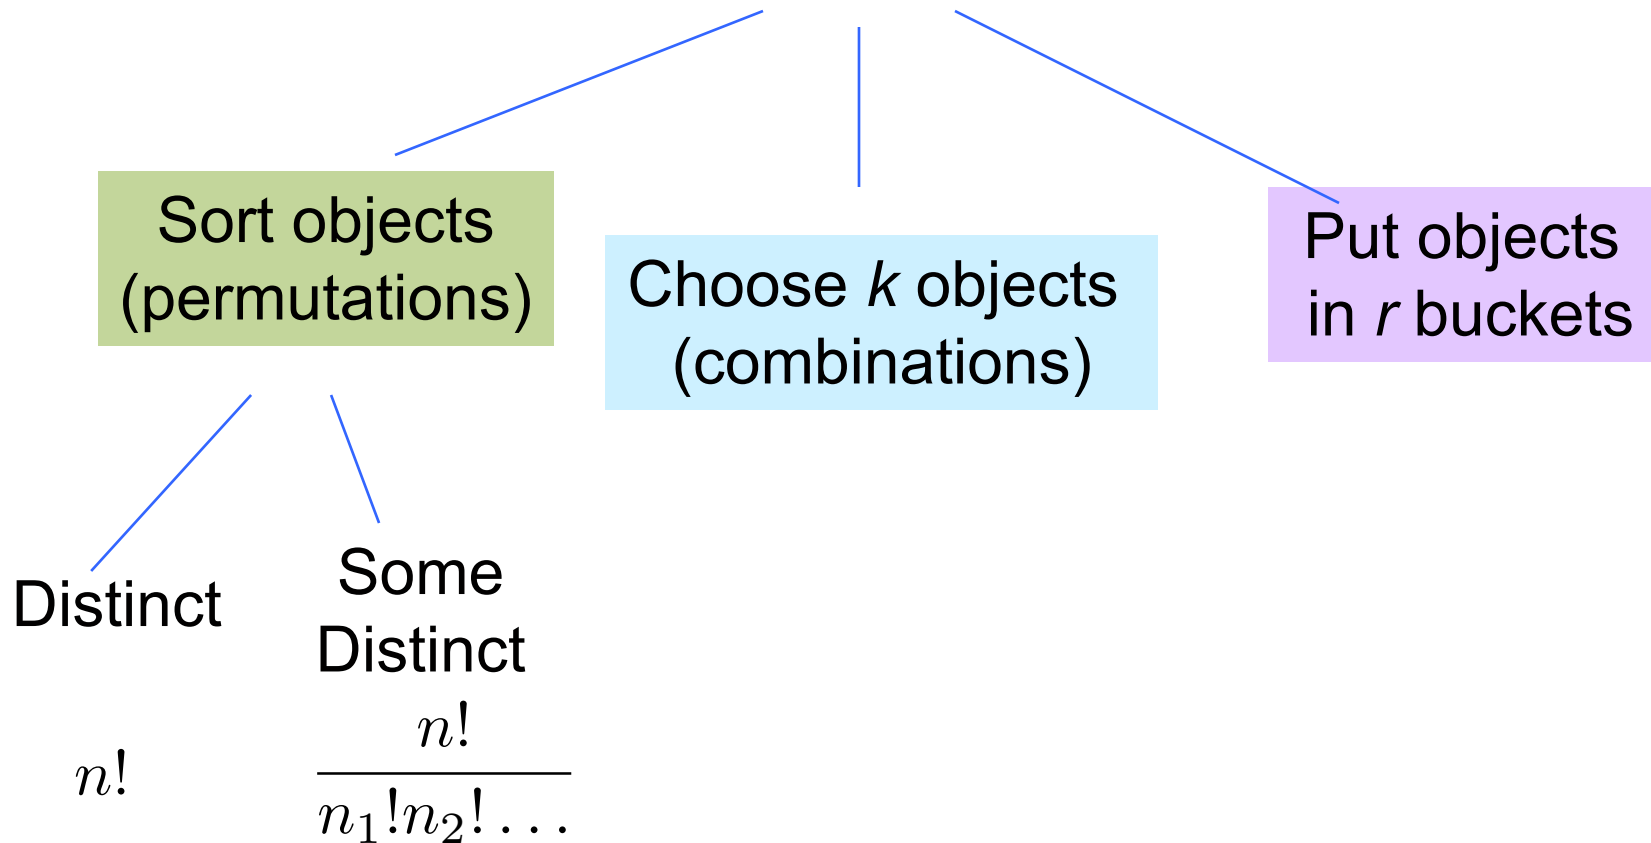 Sort objects
(permutations)
Choose k objects
(combinations)
Put objects
in r buckets
Distinct
Some
Distinct
n!
n!
n₁!n₂!...